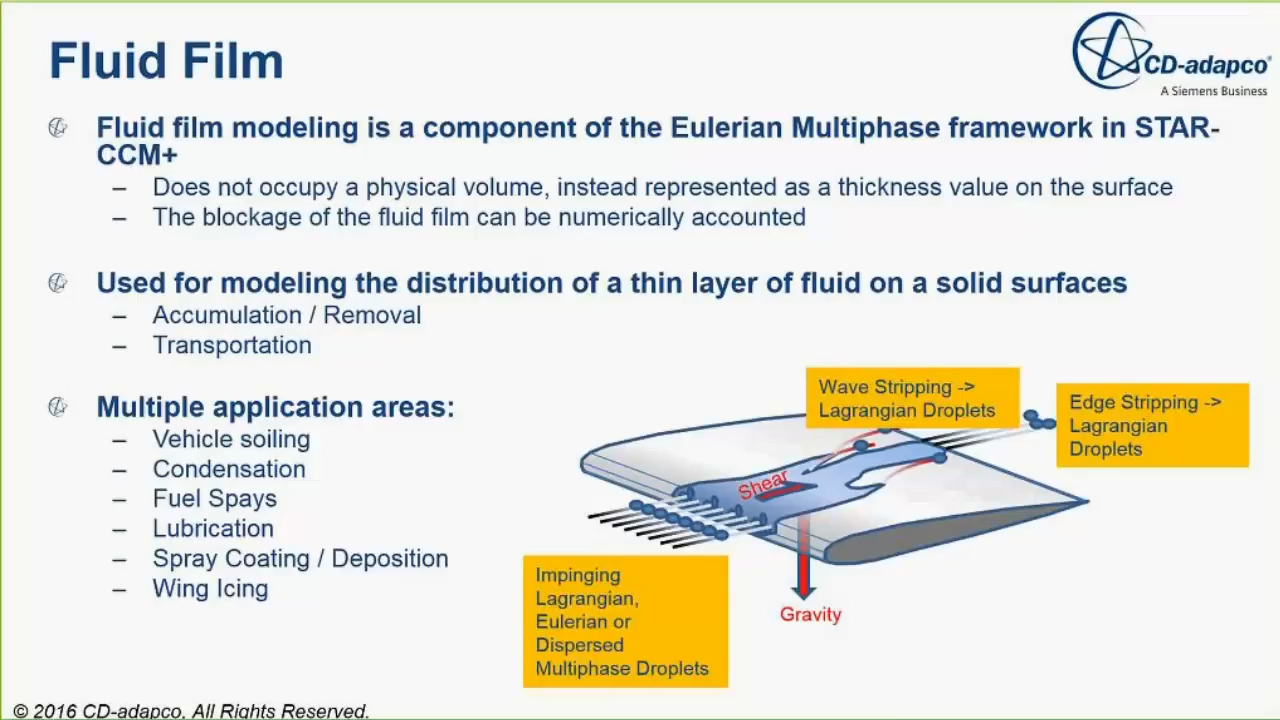 Fluid Film
CD-adapco®
A Siemens Business
Fluid film modeling is a component of the Eulerian Multiphase framework in STAR-
CCM+
– Does not occupy a physical volume, instead represented as a thickness value on the surface
– The blockage of the fluid film can be numerically accounted
Used for modeling the distribution of a thin layer of fluid on a solid surfaces
– Accumulation / Removal
– Transportation
Multiple application areas:
– Vehicle soiling
– Condensation
– Fuel Spays
– Lubrication
– Spray Coating / Deposition
– Wing Icing
Wave Stripping ->
Lagrangian Droplets
Edge Stripping ->
Lagrangian
Droplets
Shear
Impinging
Lagrangian,
Eulerian or
Dispersed
Multiphase Droplets
Gravity
© 2016 CD-adapco, All Rights Reserved.